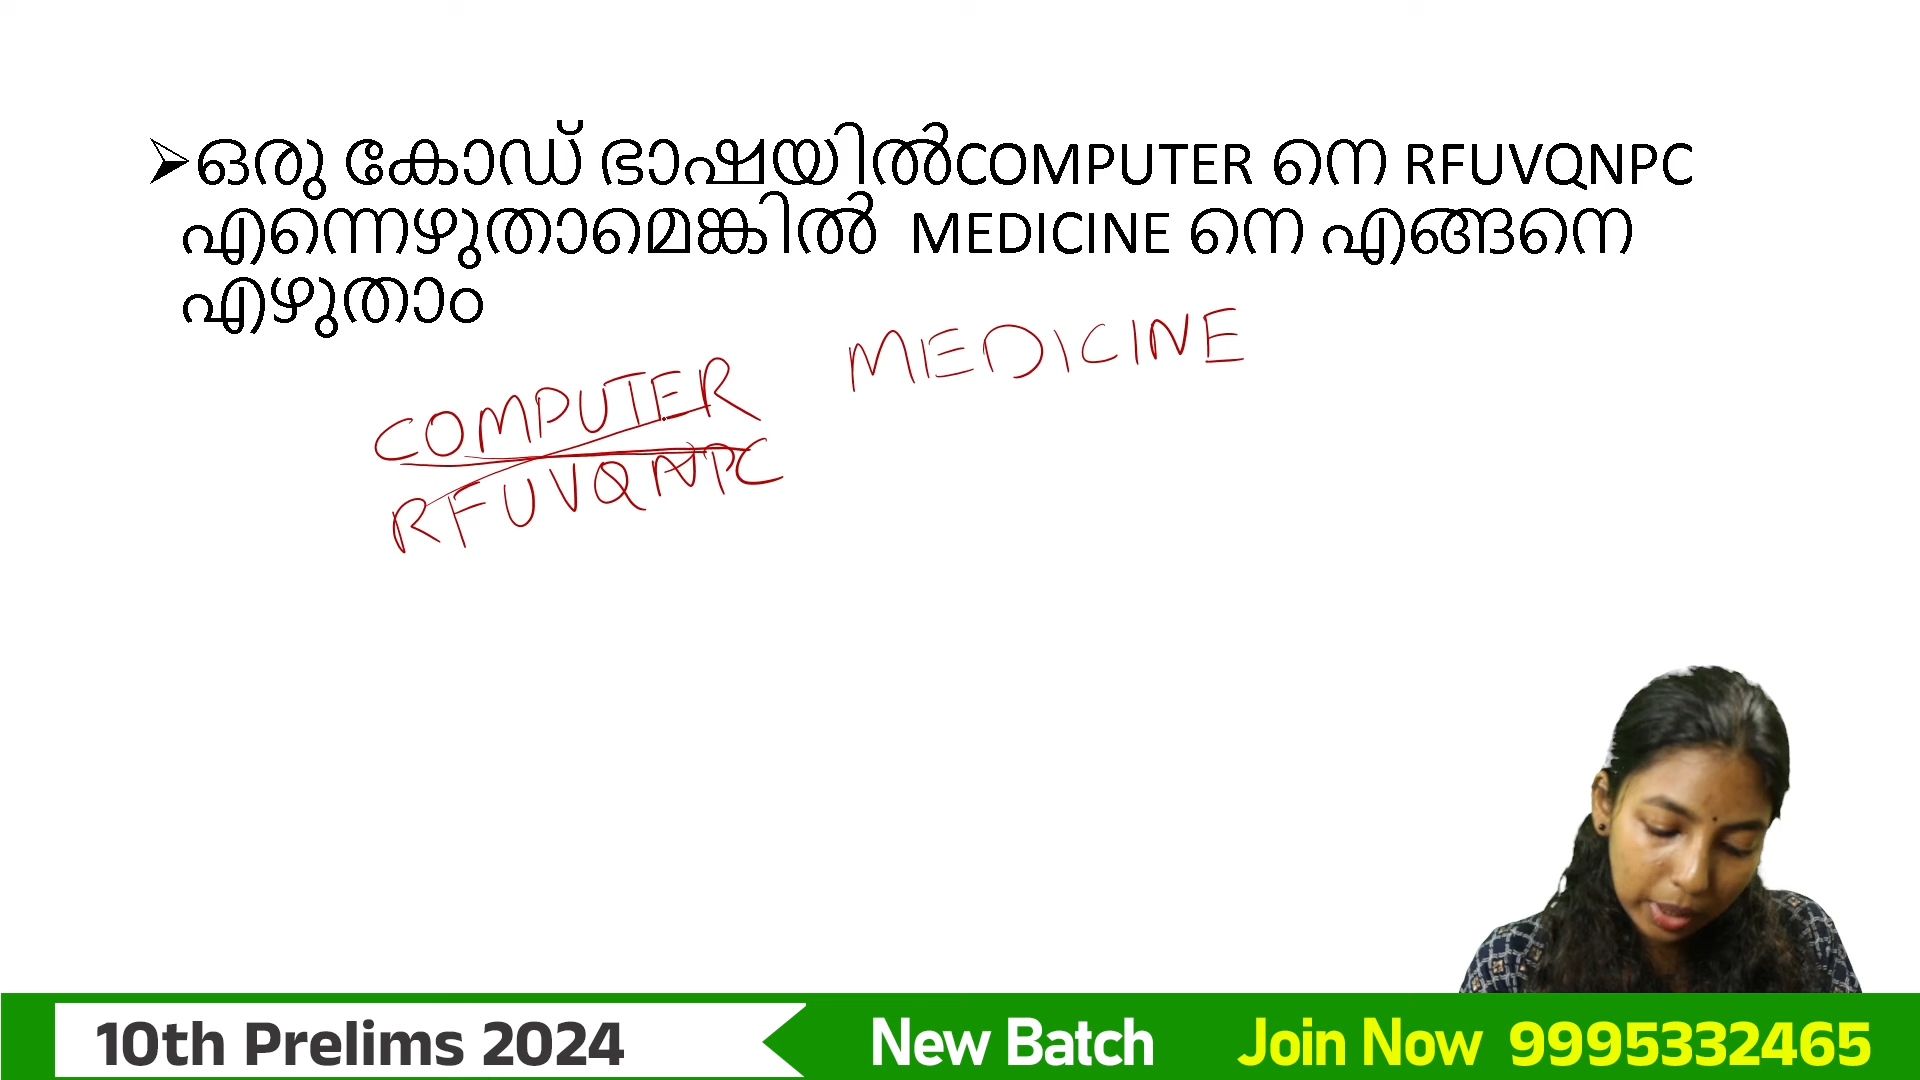 ➢ഒരു കോഡ് ഭാഷയിൽCOMPUTER നെ RFUVQNPC
എന്നെഴുതാമെങ്കിൽ MEDICINE നെ എങ്ങനെ
എഴുതാം
MEDICINE
COMPUTER
RFUVQNPC
10th Prelims 2024 New Batch Join Now 9995332465